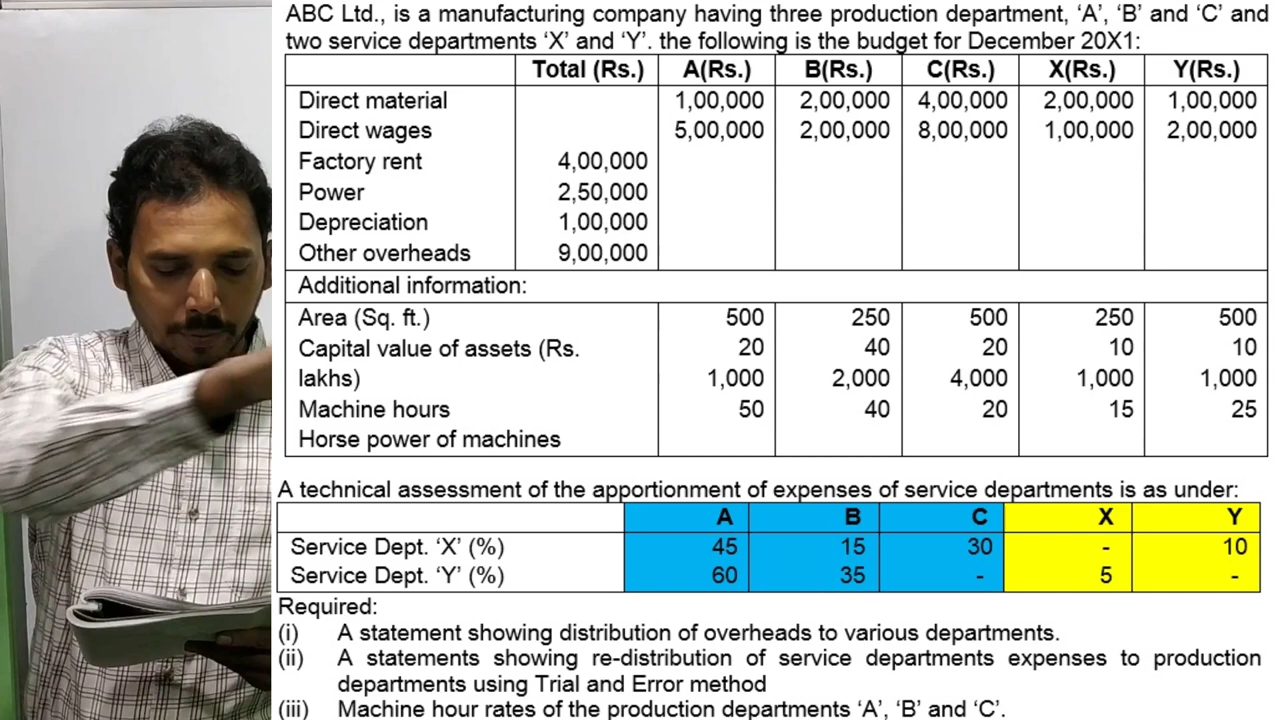 ABC Ltd., is a manufacturing company having three production department, ‘A’, ‘B’ and ‘C’ and
two service departments ‘X’ and ‘Y’. the following is the budget for December 20X1:
Total (Rs.) A(Rs.) B(Rs.) C(Rs.) X(Rs.) Y(Rs.)
Direct material 1,00,000 2,00,000 4,00,000 2,00,000 1,00,000
Direct wages 5,00,000 2,00,000 8,00,000 1,00,000 2,00,000
Factory rent 4,00,000
Power 2,50,000
Depreciation 1,00,000
Other overheads 9,00,000
Additional information:
Area (Sq. ft.) 500 250 500 250 500
Capital value of assets (Rs. 20 40 20 10 10
lakhs) 1,000 2,000 4,000 1,000 1,000
Machine hours 50 40 20 15 25
Horse power of machines
A technical assessment of the apportionment of expenses of service departments is as under:
A B C X Y
Service Dept. ‘X’ (%) 45 15 30 - 10
Service Dept. ‘Y’ (%) 60 35 - 5 -
Required:
(i) A statement showing distribution of overheads to various departments.
(ii) A statements showing re-distribution of service departments expenses to production
departments using Trial and Error method
(iii) Machine hour rates of the production departments ‘A’, ‘B’ and ‘C’.